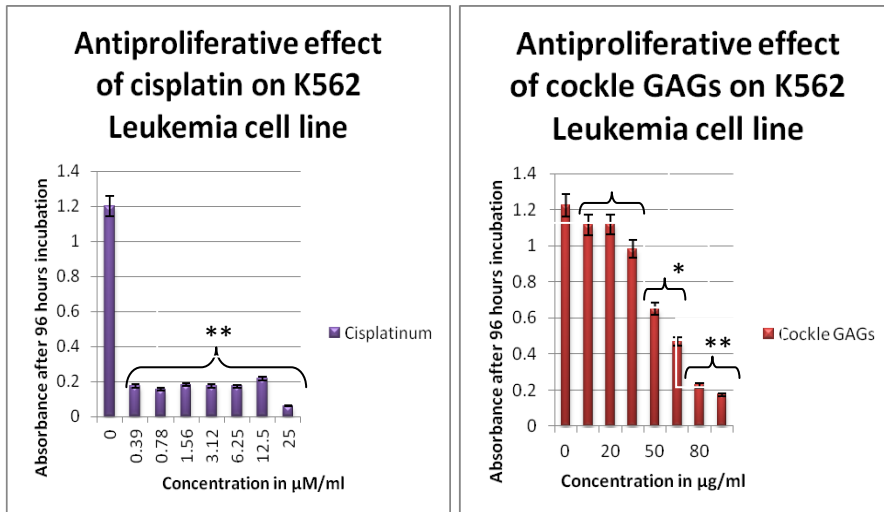 Antiproliferative effect
of cisplatin on K562
Leukemia cell line
Absorbance after 96 hours incubation
1.4
1.2
1
0.8
0.6
0.4
0.2
0
**
Cisplatinum
0
0.39
0.78
1.56
3.12
6.25
12.5
25
Concentration in µM/ml
Antiproliferative effect
of cockle GAGs on K562
Leukemia cell line
Absorbance after 96 hours incubation
1.4
1.2
1
0.8
0.6
0.4
0.2
0
*
**
Cockle GAGs
0 20 50 80
Concentration in µg/ml